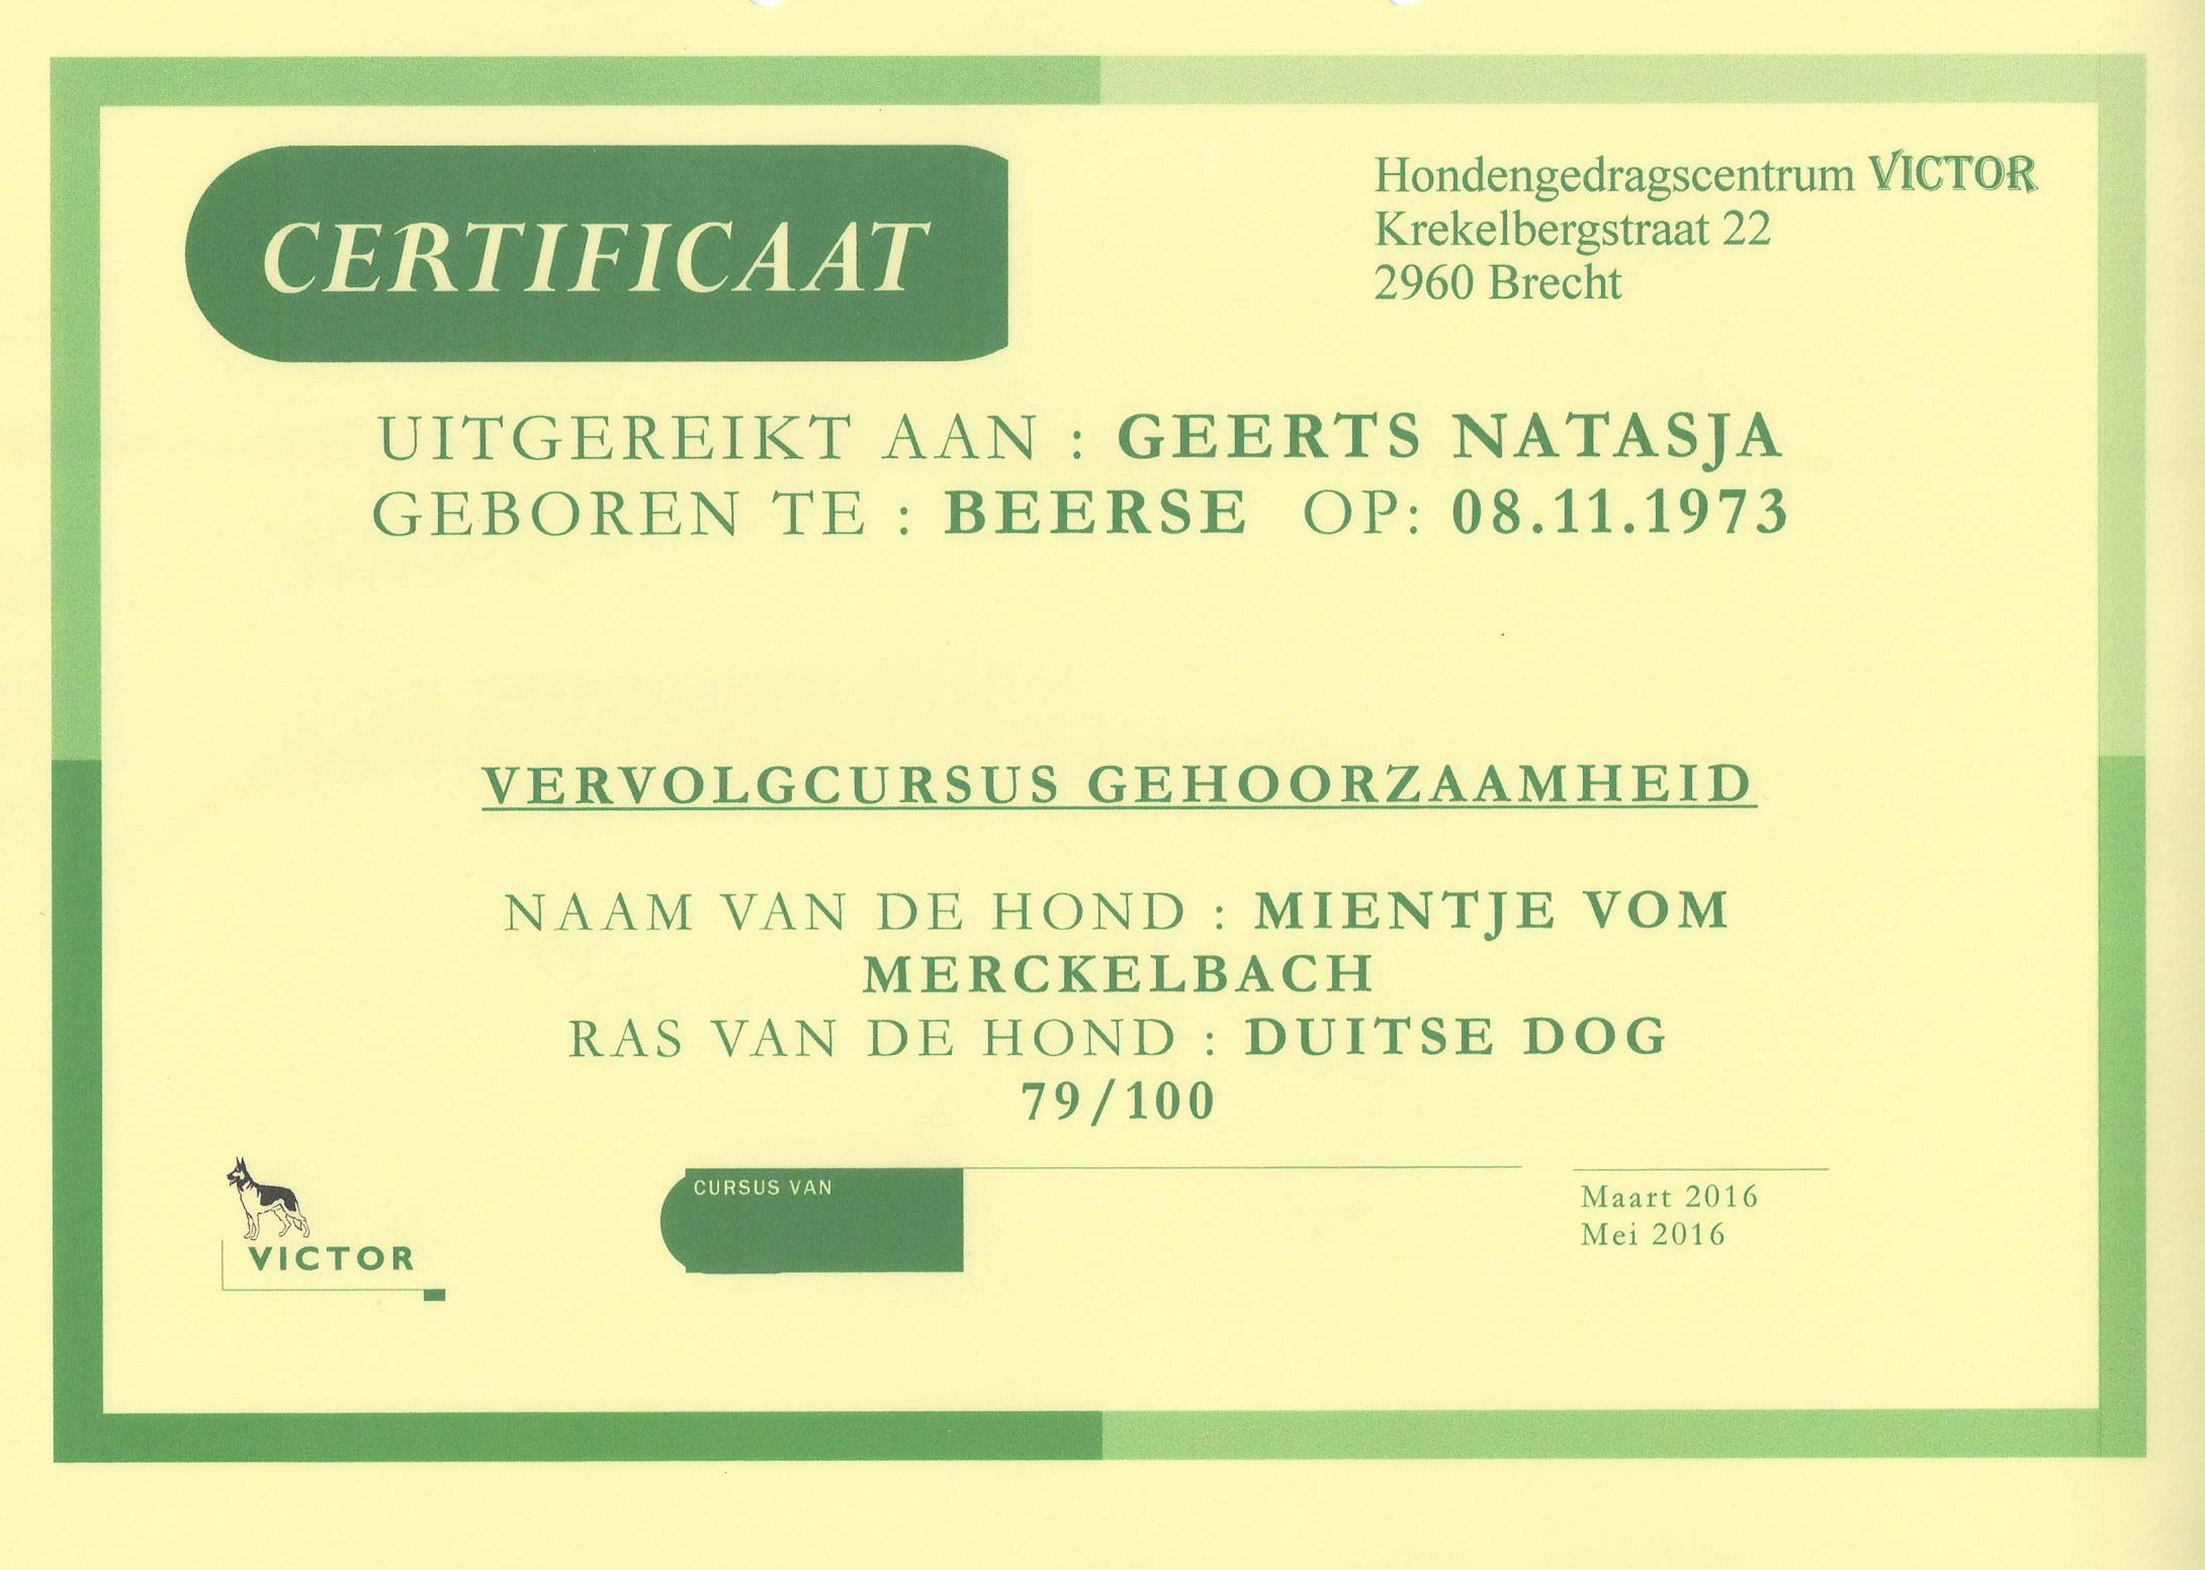 CERTIFICAAT
Hondengedragscentrum VICTOR
Krekelbergstraat 22
2960 Brecht
UITGEREIKT AAN : GEERTS NATASJA
GEBOREN TE : BEERSE OP: 08.11.1973
VERVOLGCURSUS GEHOORZAAMHEID
NAAM VAN DE HOND : MIENTJE VOM
MERCKELBACH
RAS VAN DE HOND : DUITSE DOG
79/100
VICTOR
CURSUS VAN
Maart 2016
Mei 2016